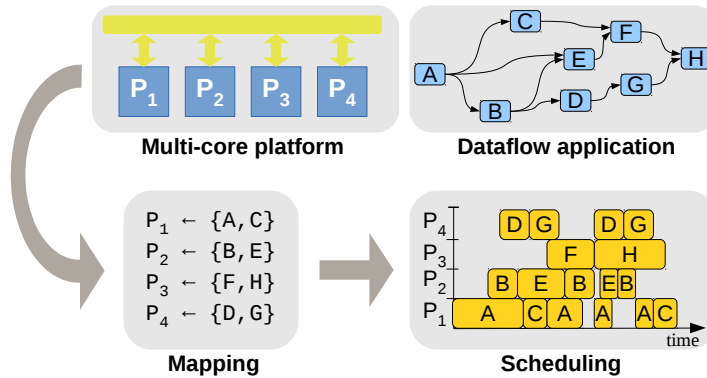 P1 P2 P3 P4
Multi-core platform
A C B E D F G H
Dataflow application
P1 ← {A,C}
P2 ← {B,E}
P3 ← {F,H}
P4 ← {D,G}
Mapping
P4 D G D G
P3 F H
P2 B E B E B
P1 A C A A A C
time
Scheduling